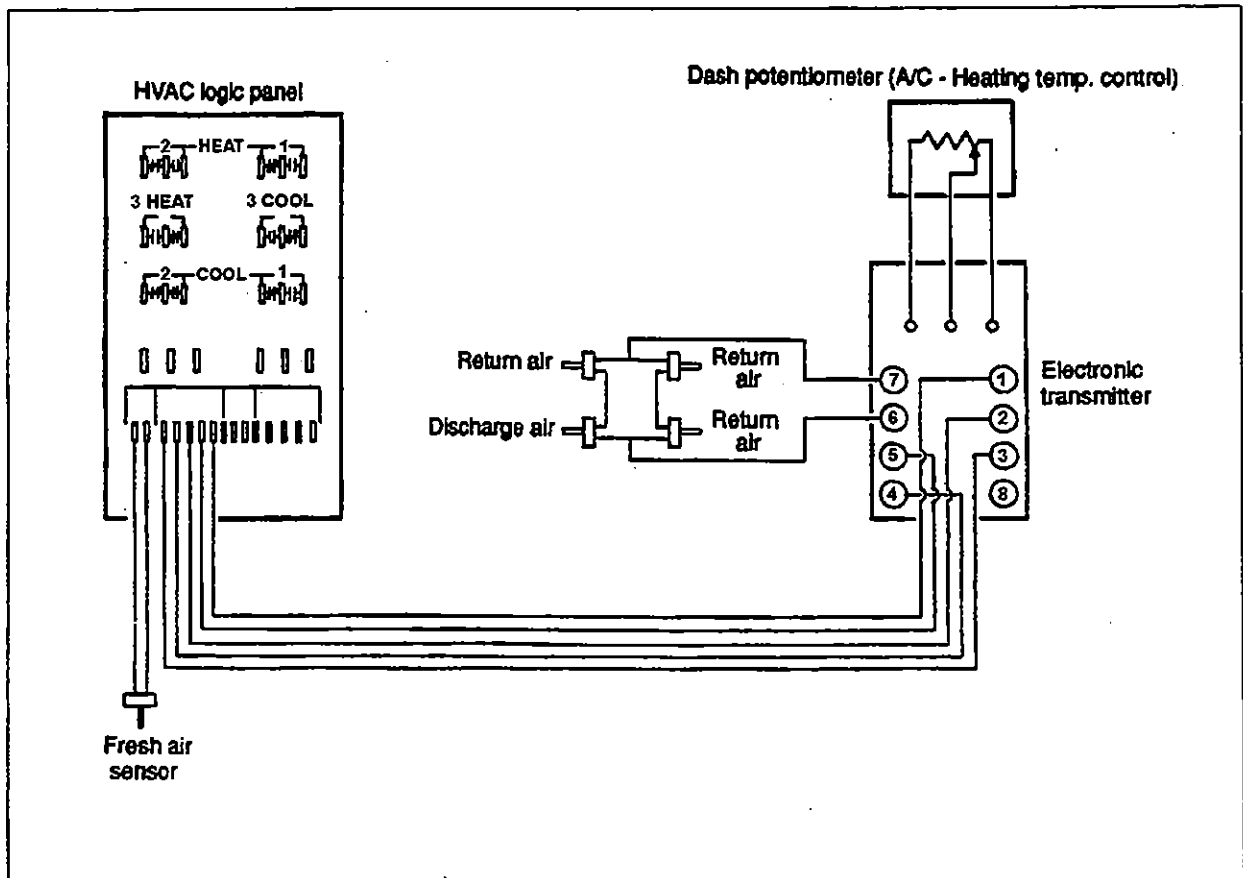 Dash potentiometer (A/C - Heating temp. control)
HVAC logic panel
2 HEAT 1
3 HEAT 3 COOL
2 COOL 1
Return air
Discharge air
Return
air
Return
air
7
6
5
4
1
2
3
8
Electronic
transmitter
Fresh air
sensor